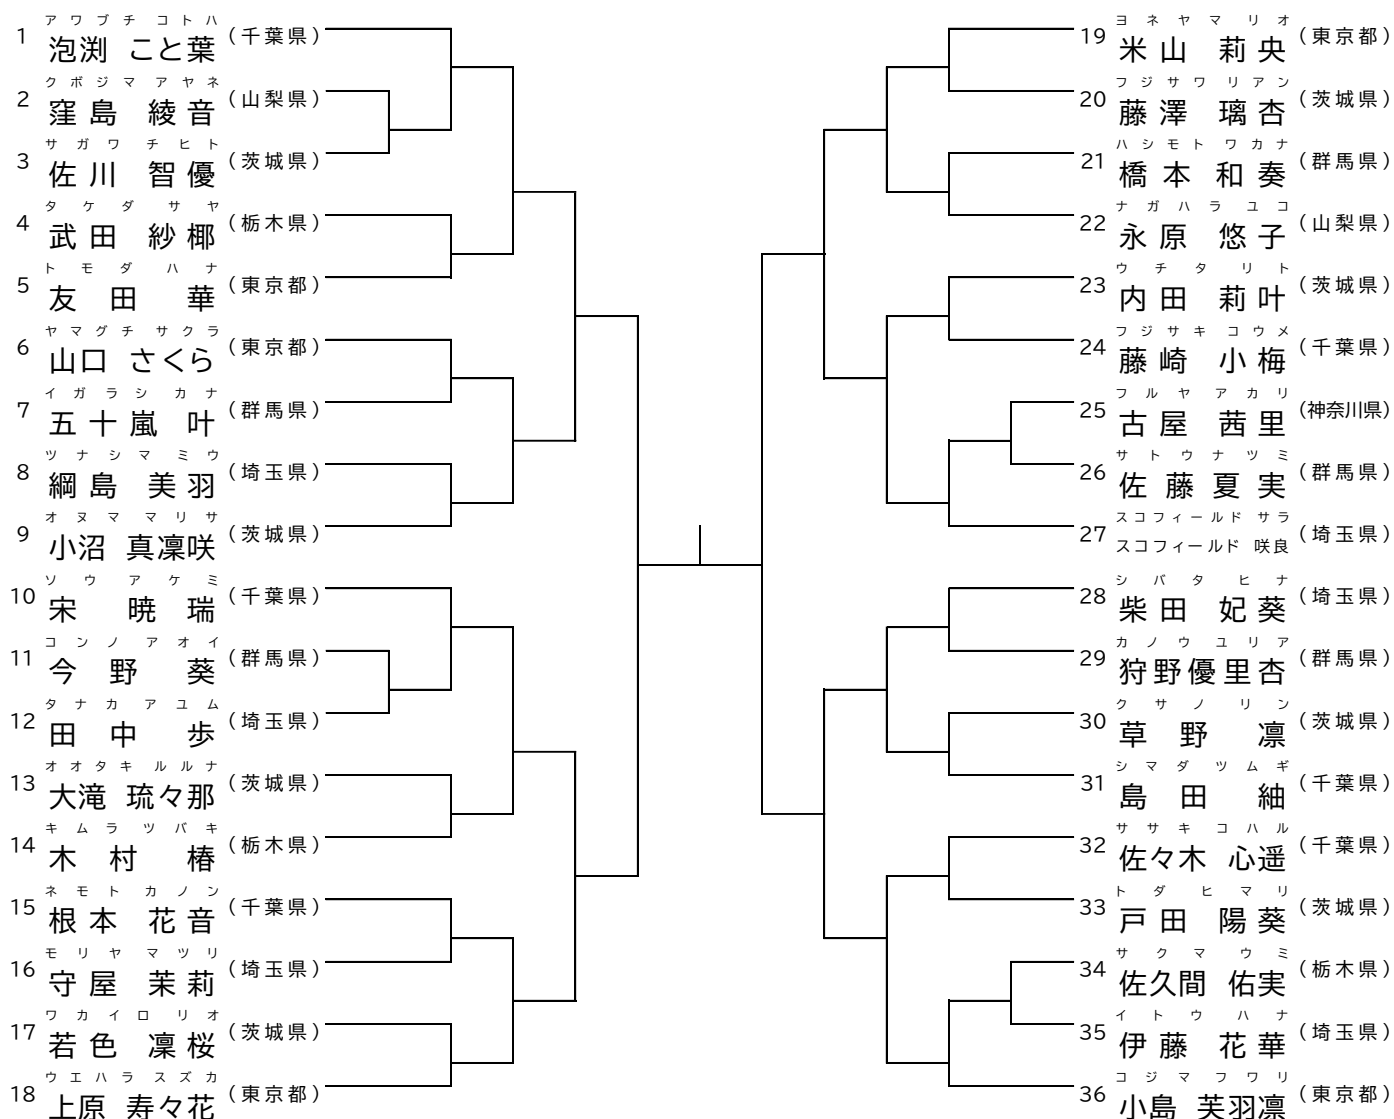 アワブチ コトハ
1 泡渕 こと葉 (千葉県)
クボジマ アヤネ
2 窪島 綾音 (山梨県)
サガワ チヒト
3 佐川 智優 (茨城県)
タケダ サヤ
4 武田 紗椰 (栃木県)
トモダ ハナ
5 友田 華 (東京都)
ヤマグチ サクラ
6 山口 さくら (東京都)
イガラシ カナ
7 五十嵐 叶 (群馬県)
ツナシマ ミウ
8 綱島 美羽 (埼玉県)
オヌマ マリサ
9 小沼 真凜咲 (茨城県)
ソウ アケミ
10 宋 暁瑞 (千葉県)
コンノ アオイ
11 今野 葵 (群馬県)
タナカ アユム
12 田中 歩 (埼玉県)
オオタキ ルルナ
13 大滝 琉々那 (茨城県)
キムラ ツバキ
14 木村 椿 (栃木県)
ネモト カノン
15 根本 花音 (千葉県)
モリヤ マツリ
16 守屋 茉莉 (埼玉県)
ワカイロ リオ
17 若色 凜桜 (茨城県)
ウエハラ スズカ
18 上原 寿々花 (東京都)
ヨネヤマ リオ
19 米山 莉央 (東京都)
フジサワ リアン
20 藤澤 璃杏 (茨城県)
ハシモト ワカナ
21 橋本 和奏 (群馬県)
ナガハラ ユコ
22 永原 悠子 (山梨県)
ウチタ リト
23 内田 莉叶 (茨城県)
フジサキ コウメ
24 藤崎 小梅 (千葉県)
フルヤ アカリ
25 古屋 茜里 (神奈川県)
サトウナツミ
26 佐藤夏実 (群馬県)
スコフィールド サラ
27 スコフィールド 咲良 (埼玉県)
シバタ ヒナ
28 柴田 妃葵 (埼玉県)
カノウ ユリア
29 狩野優里杏 (群馬県)
クサノ リン
30 草野 凛 (茨城県)
シマダ ツムギ
31 島田 紬 (千葉県)
ササキ コハル
32 佐々木 心遥 (千葉県)
トダ ヒマリ
33 戸田 陽葵 (茨城県)
サクマ ウミ
34 佐久間 佑実 (栃木県)
イトウ ハナ
35 伊藤 花華 (埼玉県)
コジマ フワリ
36 小島 芙羽凛 (東京都)